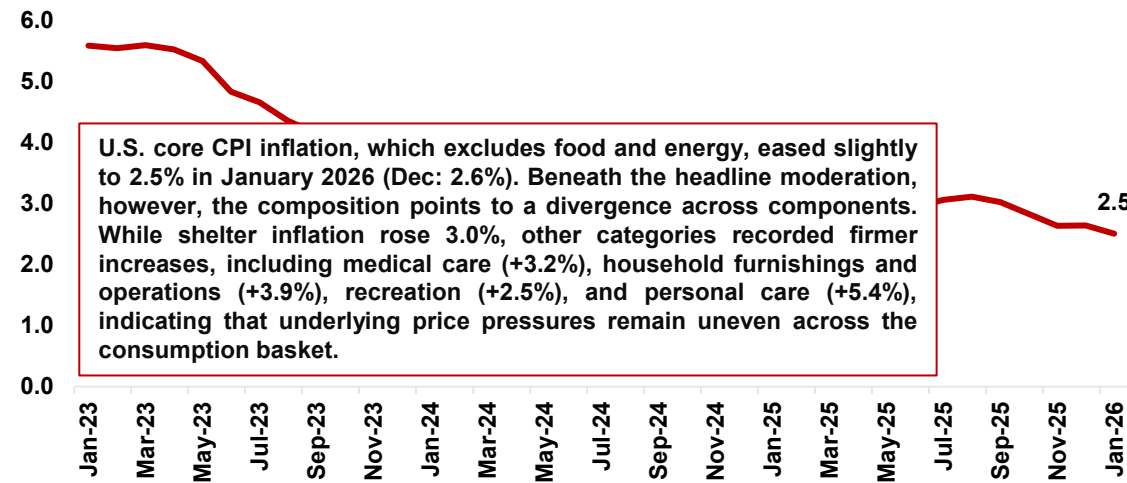 6.0
5.0
4.0
3.0
2.0
1.0
0.0
U.S. core CPI inflation, which excludes food and energy, eased slightly
to 2.5% in January 2026 (Dec: 2.6%). Beneath the headline moderation,
however, the composition points to a divergence across components.
While shelter inflation rose 3.0%, other categories recorded firmer
increases, including medical care (+3.2%), household furnishings and
operations (+3.9%), recreation (+2.5%), and personal care (+5.4%),
indicating that underlying price pressures remain uneven across the
consumption basket.
2.5
Jan-23
Mar-23
May-23
Jul-23
Sep-23
Nov-23
Jan-24
Mar-24
May-24
Jul-24
Sep-24
Nov-24
Jan-25
Mar-25
May-25
Jul-25
Sep-25
Nov-25
Jan-26